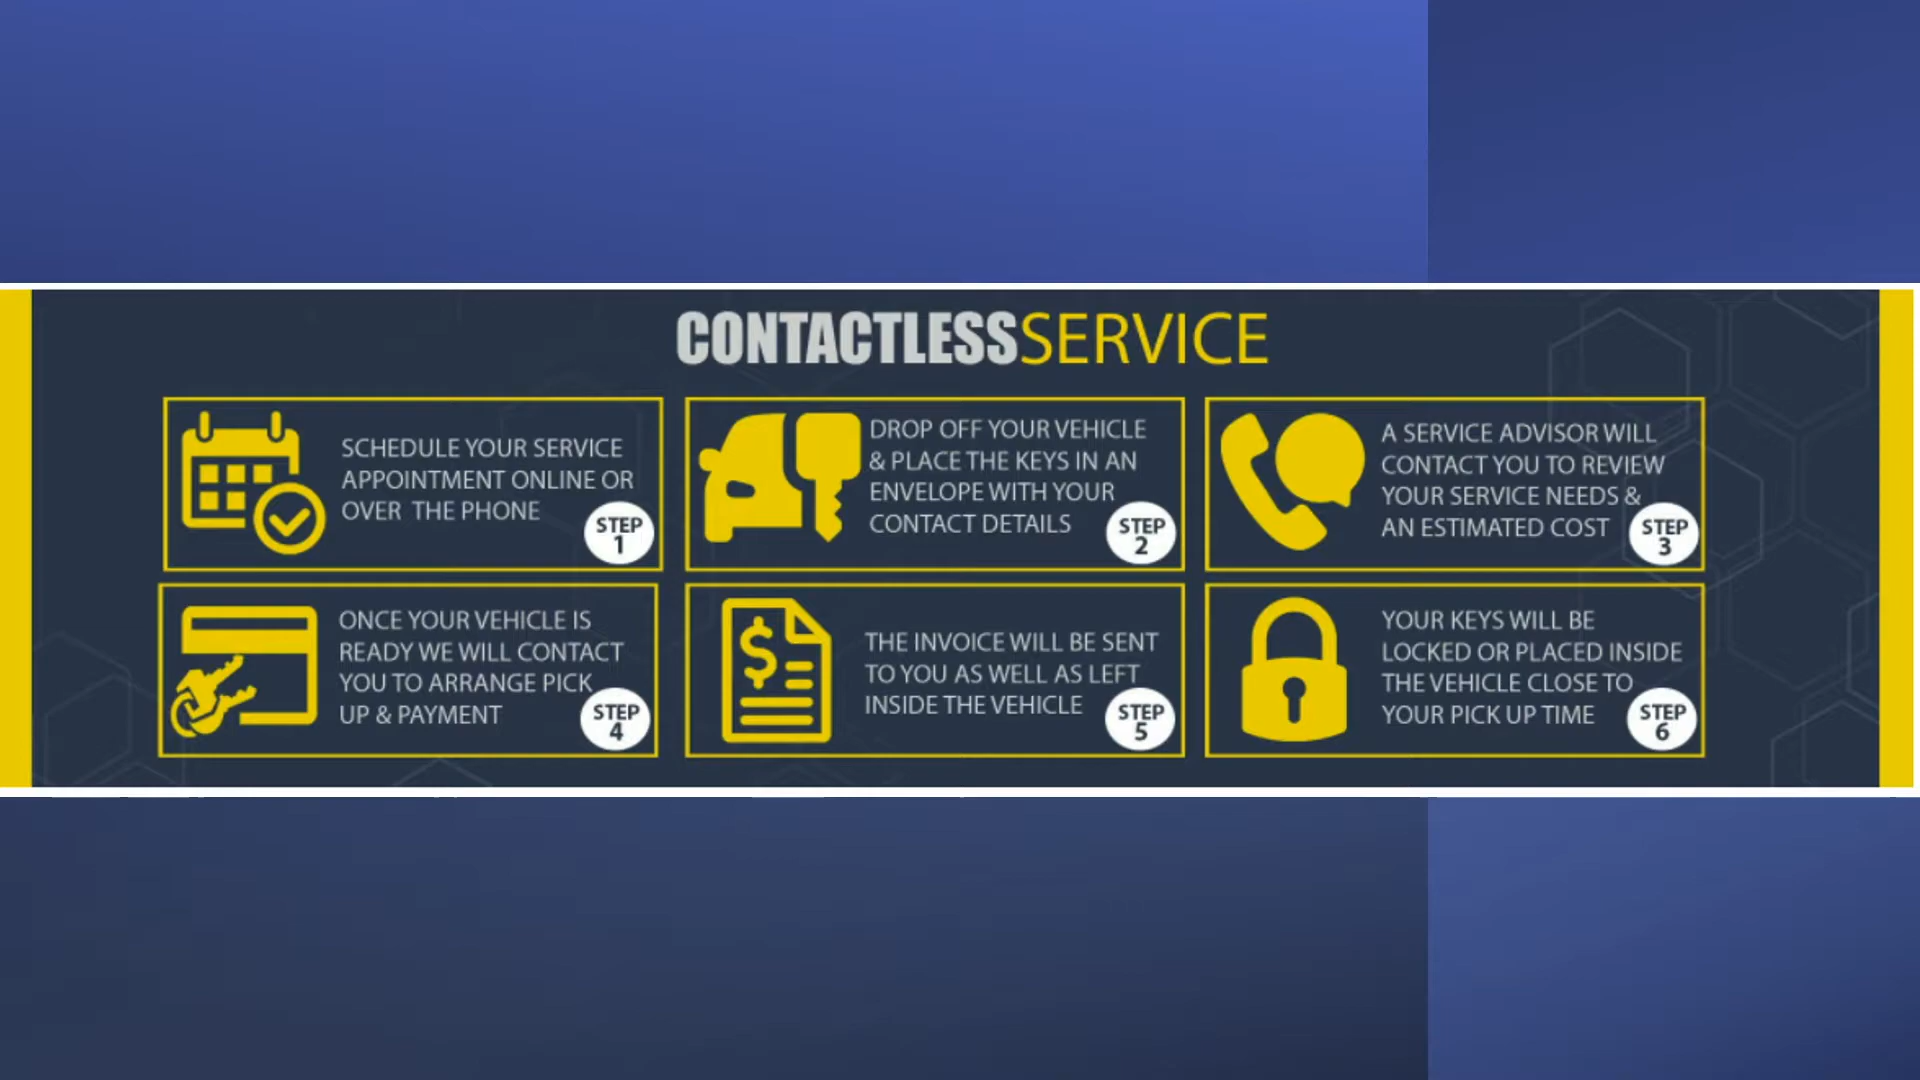 CONTACTLESSSERVICE
SCHEDULE YOUR SERVICE
APPOINTMENT ONLINE OR
OVER THE PHONE
STEP
1
DROP OFF YOUR VEHICLE
& PLACE THE KEYS IN AN
ENVELOPE WITH YOUR
CONTACT DETAILS
STEP
2
A SERVICE ADVISOR WILL
CONTACT YOU TO REVIEW
YOUR SERVICE NEEDS &
AN ESTIMATED COST
STEP
3
ONCE YOUR VEHICLE IS
READY WE WILL CONTACT
YOU TO ARRANGE PICK
UP & PAYMENT
STEP
4
$
THE INVOICE WILL BE SENT
TO YOU AS WELL AS LEFT
INSIDE THE VEHICLE
STEP
5
YOUR KEYS WILL BE
LOCKED OR PLACED INSIDE
THE VEHICLE CLOSE TO
YOUR PICK UP TIME
STEP
6